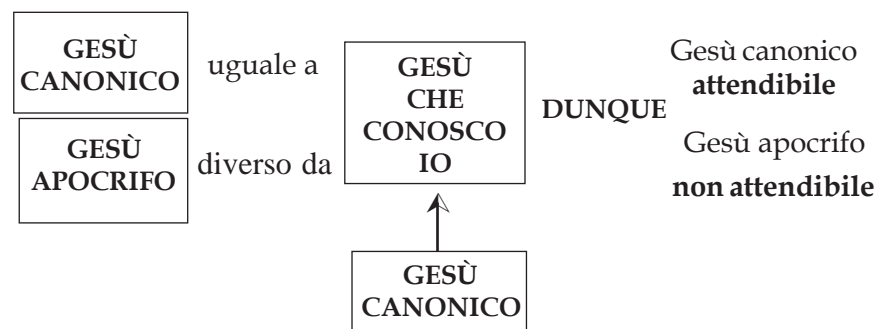 GESÙ
CANONICO
uguale a
GESÙ
APOCRIFO
diverso da
GESÙ
CHE
CONOSCO
IO
DUNQUE
Gesù canonico
attendibile
Gesù apocrifo
non attendibile
GESÙ
CANONICO